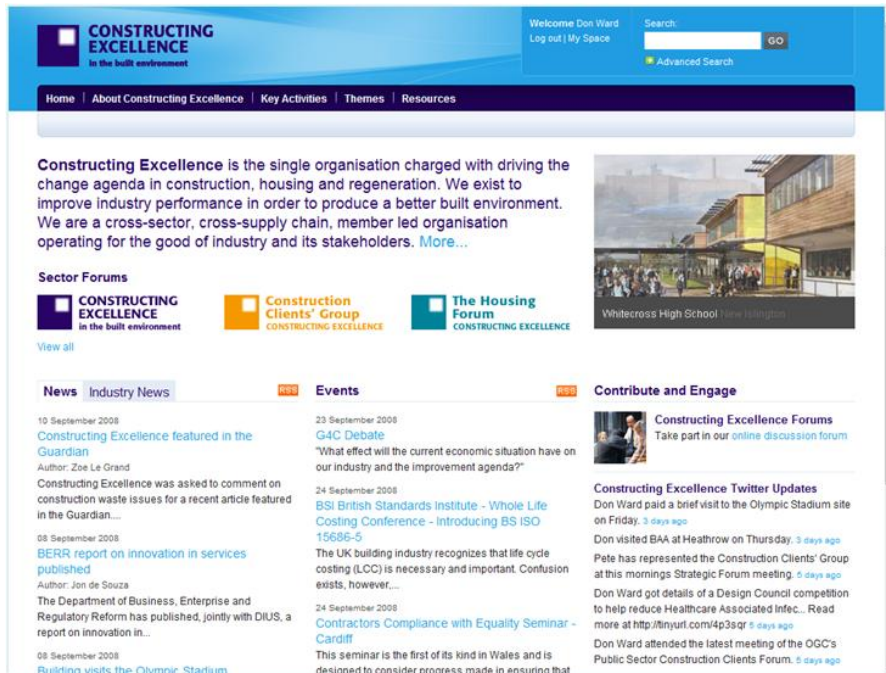 CONSTRUCTING
EXCELLENCE
in the built environment
Welcome Don Ward
Log out | My Space
Search:
GO
Advanced Search
Home | About Constructing Excellence | Key Activities | Themes | Resources
Constructing Excellence is the single organisation charged with driving the
change agenda in construction, housing and regeneration. We exist to
improve industry performance in order to produce a better built environment.
We are a cross-sector, cross-supply chain, member led organisation
operating for the good of industry and its stakeholders. More...
Whitecross High School New Islington
Sector Forums
CONSTRUCTING
EXCELLENCE
in the built environment
Construction
Clients' Group
CONSTRUCTING EXCELLENCE
The Housing
Forum
CONSTRUCTING EXCELLENCE
View all
News Industry News RSS
10 September 2008
Constructing Excellence featured in the
Guardian
Author: Zoe Le Grand
Constructing Excellence was asked to comment on
construction waste issues for a recent article featured
in the Guardian....
08 September 2008
BERR report on innovation in services
published
Author: Jon de Souza
The Department of Business, Enterprise and
Regulatory Reform has published, jointly with DIUS, a
report on innovation in...
08 September 2008
Building visits the Olympic Stadium
Events RSS
23 September 2008
G4C Debate
"What effect will the current economic situation have on
our industry and the improvement agenda?"
24 September 2008
BSI British Standards Institute - Whole Life
Costing Conference - Introducing BS ISO
15686-5
The UK building industry recognizes that life cycle
costing (LCC) is necessary and important. Confusion
exists, however,...
24 September 2008
Contractors Compliance with Equality Seminar -
Cardiff
This seminar is the first of its kind in Wales and is
designed to consider progress made in ensuring that
Contribute and Engage
Constructing Excellence Forums
Take part in our online discussion forum
Constructing Excellence Twitter Updates
Don Ward paid a brief visit to the Olympic Stadium site
on Friday. 3 days ago
Don visited BAA at Heathrow on Thursday. 3 days ago
Pete has represented the Construction Clients' Group
at this mornings Strategic Forum meeting. 5 days ago
Don Ward got details of a Design Council competition
to help reduce Healthcare Associated Infec... Read
more at http://tinyurl.com/4p3sqr 5 days ago
Don Ward attended the latest meeting of the OGC's
Public Sector Construction Clients Forum. 5 days ago